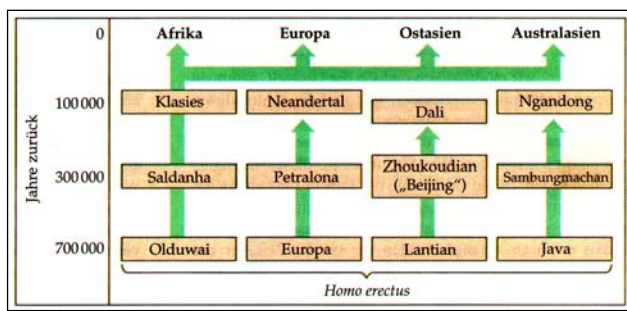 0 Afrika Europa Ostasien Australasien
100 000 Klasies Neandertal Dali Ngandong
300 000 Saldanha Petralona Zhoukoudian Sambungmachan
(„Beijing“)
700 000 Olduwai Europa Lantian Java
Jahre zurück
Homo erectus